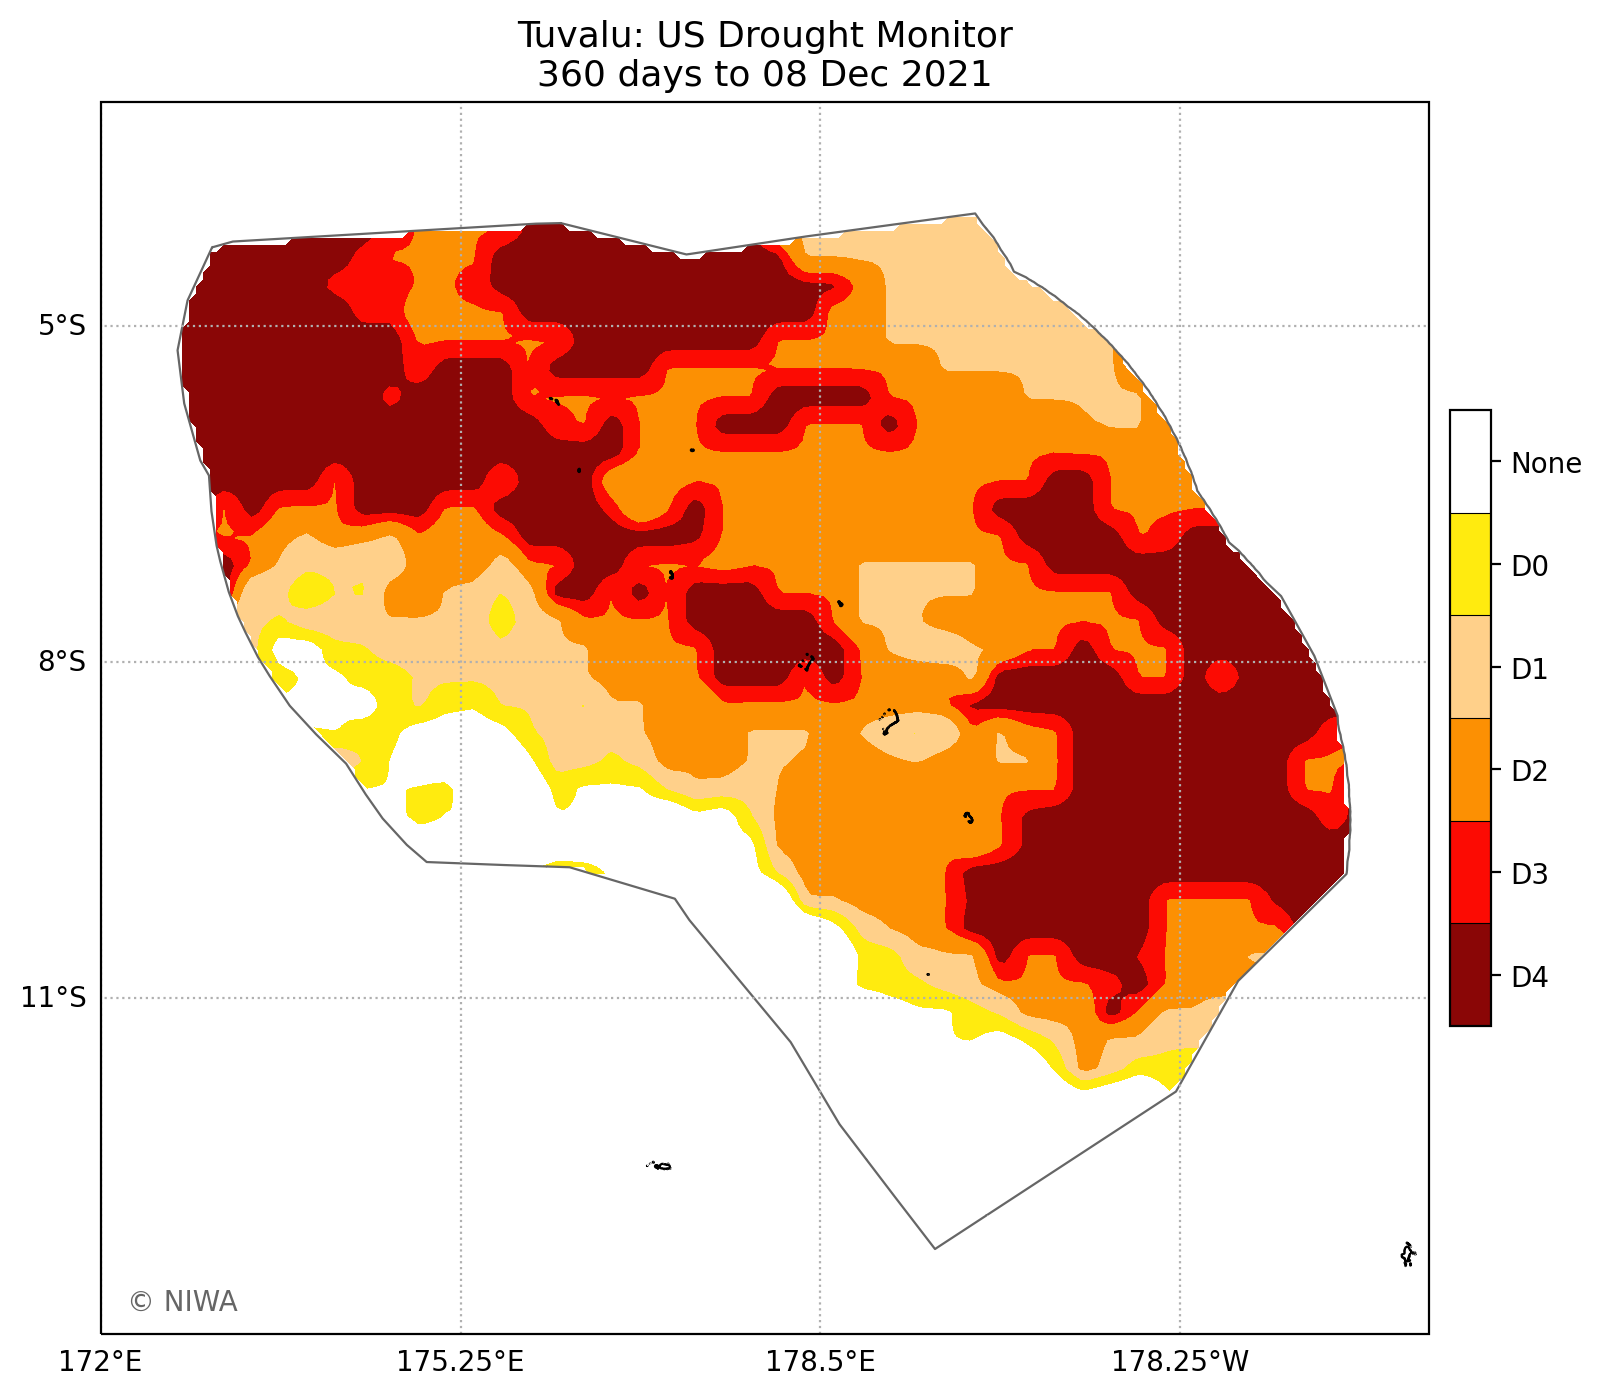 Tuvalu: US Drought Monitor
360 days to 08 Dec 2021
5°S
8°S
11°S
172°E
175.25°E
178.5°E
178.25°W
None
D0
D1
D2
D3
D4
© NIWA